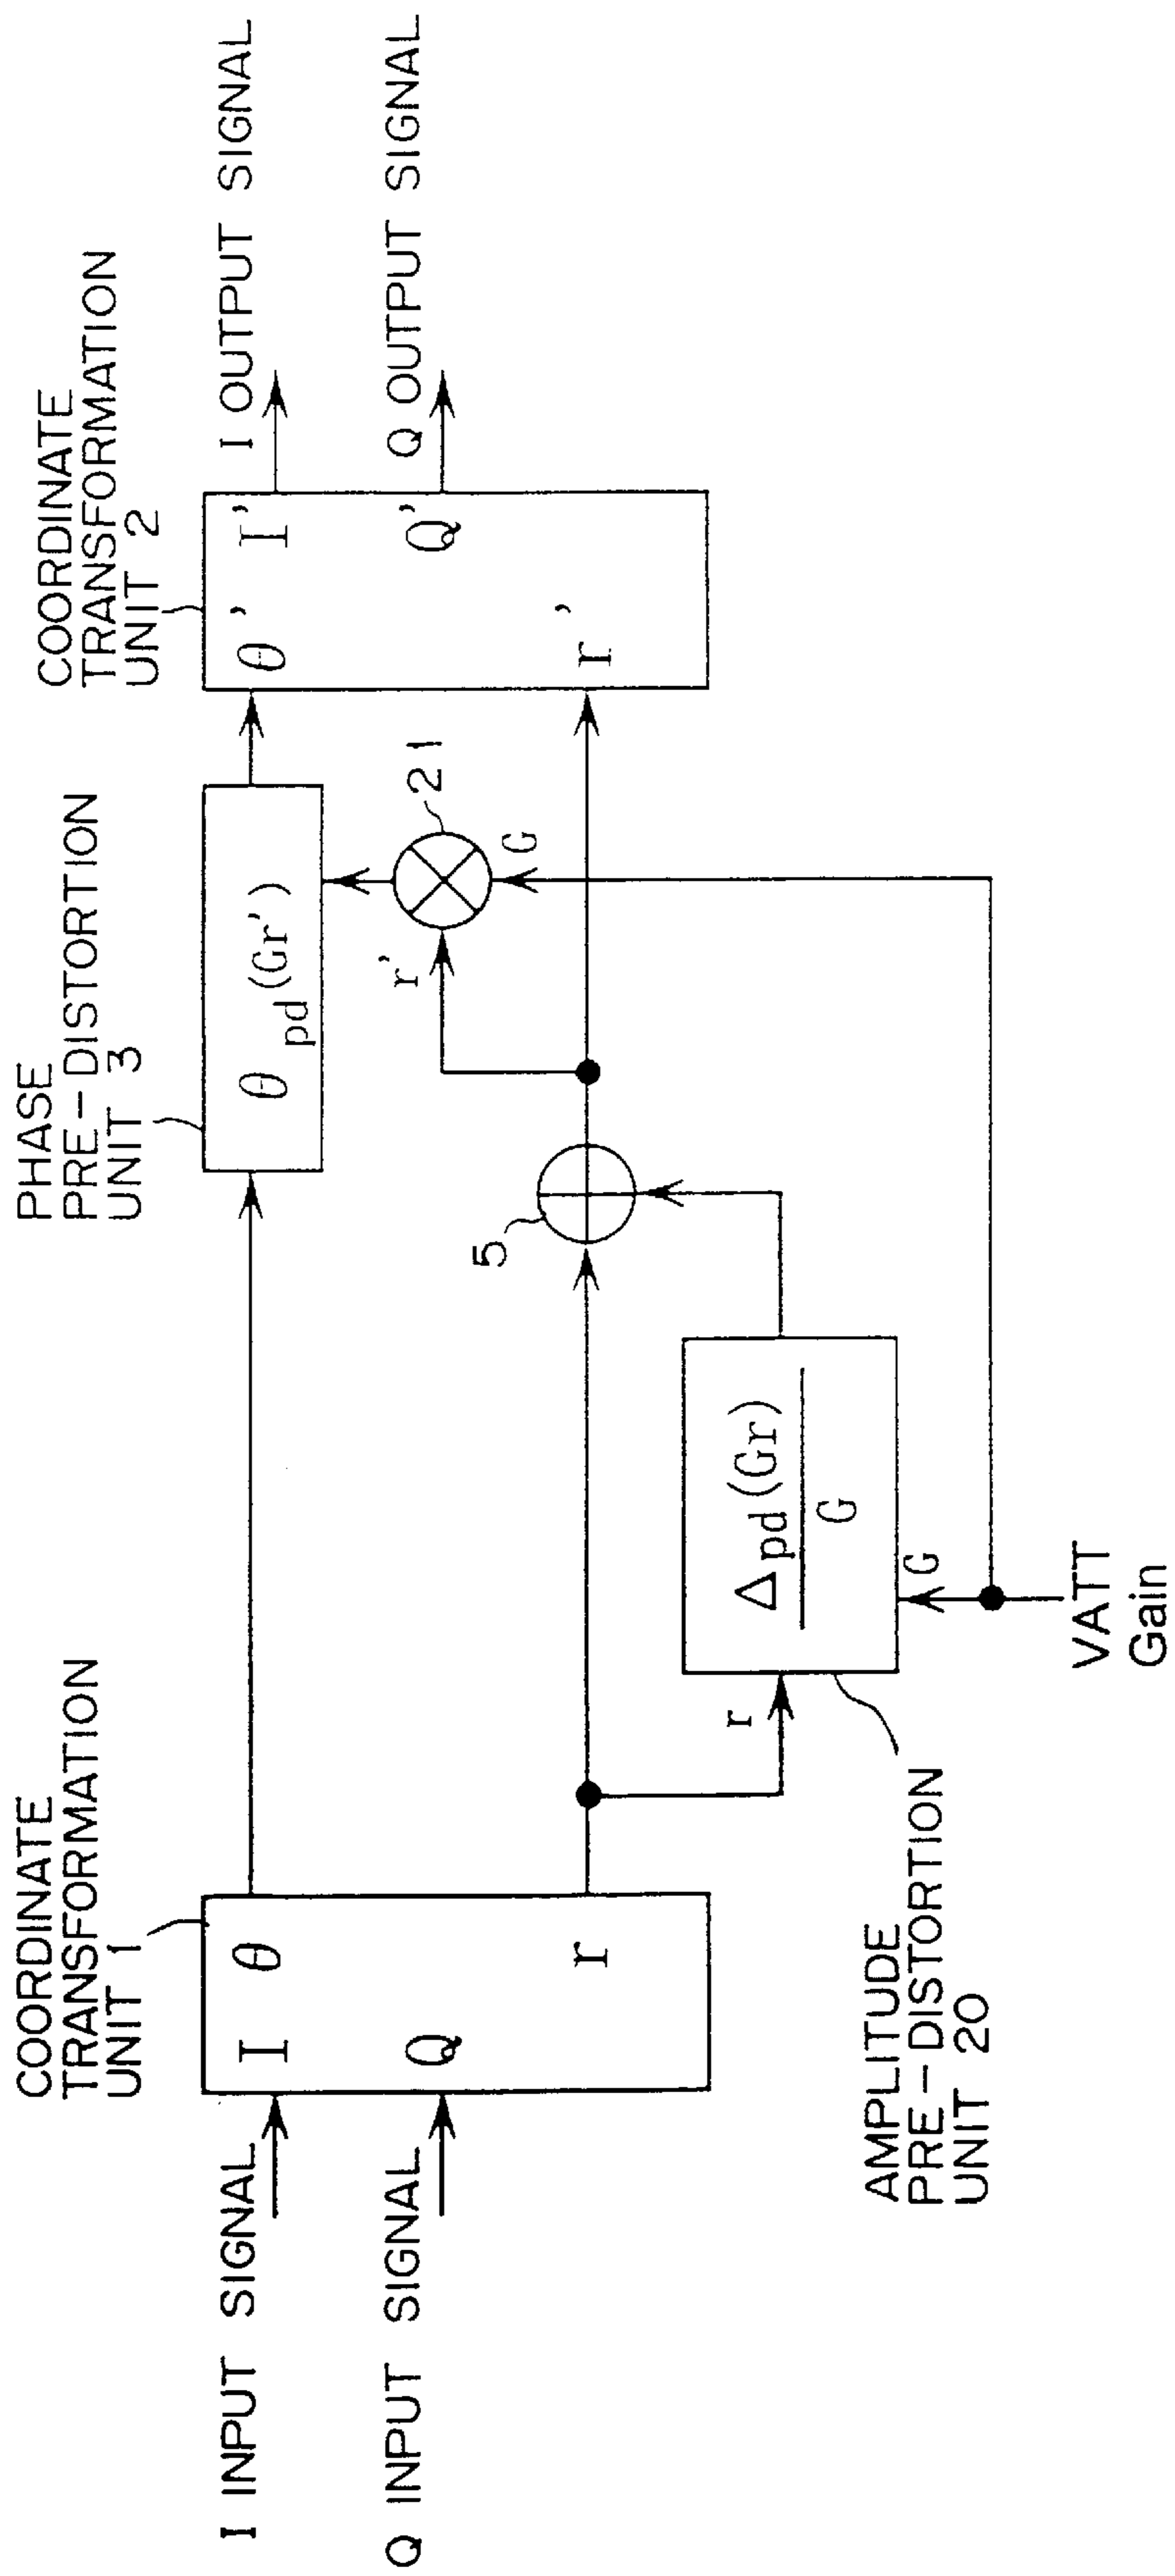 COORDINATE
TRANSFORMATION
UNIT 1
PHASE
PRE-DISTORTION
UNIT 3
COORDINATE
TRANSFORMATION
UNIT 2
I INPUT SIGNAL
I θ
θpd(Gr')
θ' I'
I OUTPUT SIGNAL
Q INPUT SIGNAL
Q
r'
21
Q'
Q OUTPUT SIGNAL
G
5
r
r'
r
Δpd(Gr)
G
G
AMPLITUDE
PRE-DISTORTION
UNIT 20
VATT
Gain